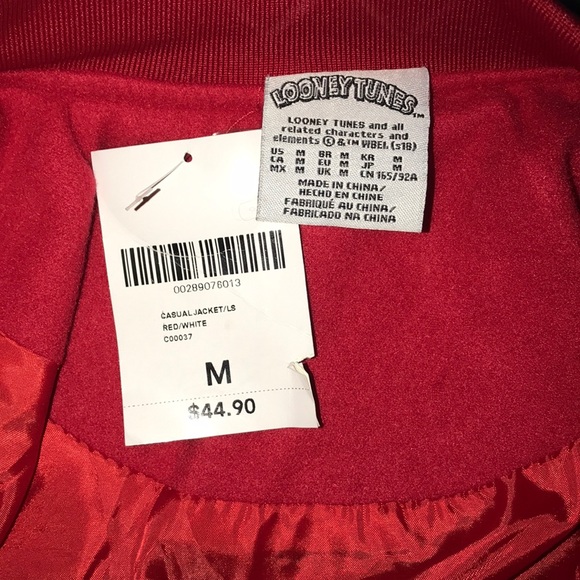 LOONEY TUNES™
LOONEY TUNES and all
related characters and
elements © & ™ WBEI. (s18)
US M BR M KR M
CA M EU M JP M
MX M UK M CN 165/92A
MADE IN CHINA/
HECHO EN CHINE
FABRIQUÉ AU CHINA/
FABRICADO NA CHINA
00289076013
CASUAL JACKET/LS
RED/WHITE
C00037
M
$44.90